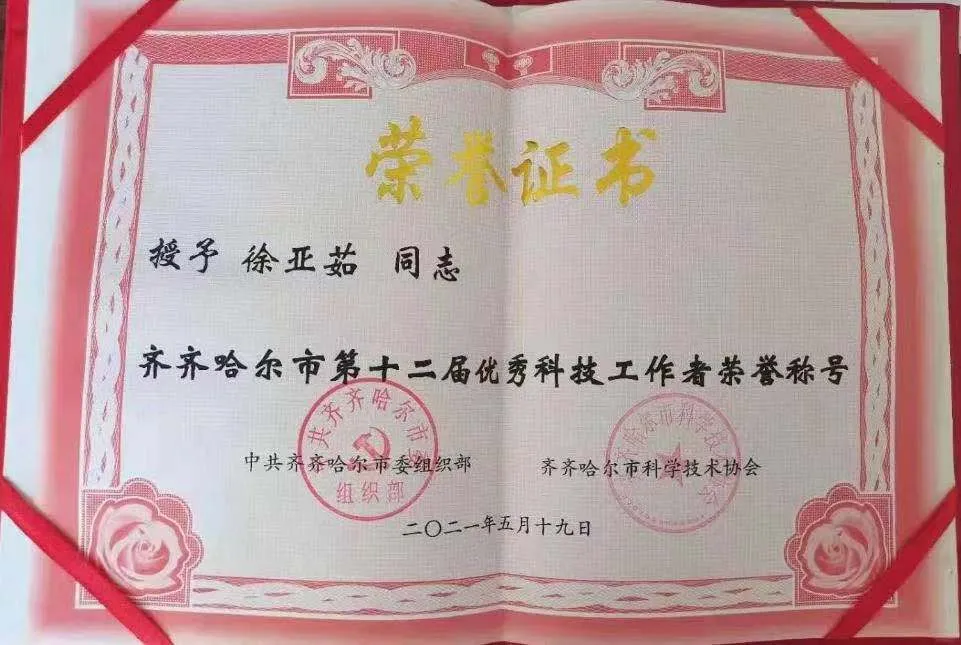 荣誉证书
授予 徐亚茹 同志
齐齐哈尔市第十二届优秀科技工作者荣誉称号
中共齐齐哈尔市委组织部
齐齐哈尔市科学技术协会
二〇二一年五月十九日
组织部